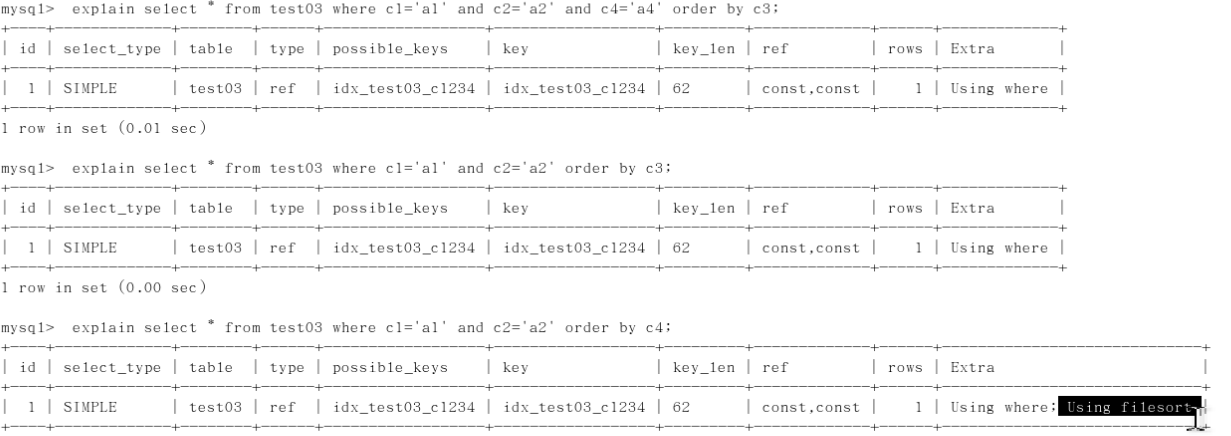 mysql>  explain select * from test03 where c1='a1' and c2='a2' and c4='a4' order by c3;
+----+-------------+--------+------+-----------------+-----------------+---------+-------------+------+-------------+
| id | select_type | table  | type | possible_keys   | key             | key_len | ref         | rows | Extra       |
+----+-------------+--------+------+-----------------+-----------------+---------+-------------+------+-------------+
|  1 | SIMPLE      | test03 | ref  | idx_test03_c1234 | idx_test03_c1234 | 62      | const,const |    1 | Using where |
+----+-------------+--------+------+-----------------+-----------------+---------+-------------+------+-------------+
1 row in set (0.01 sec)
mysql>  explain select * from test03 where c1='a1' and c2='a2' order by c3;
+----+-------------+--------+------+-----------------+-----------------+---------+-------------+------+-------------+
| id | select_type | table  | type | possible_keys   | key             | key_len | ref         | rows | Extra       |
+----+-------------+--------+------+-----------------+-----------------+---------+-------------+------+-------------+
|  1 | SIMPLE      | test03 | ref  | idx_test03_c1234 | idx_test03_c1234 | 62      | const,const |    1 | Using where |
+----+-------------+--------+------+-----------------+-----------------+---------+-------------+------+-------------+
1 row in set (0.00 sec)
mysql>  explain select * from test03 where c1='a1' and c2='a2' order by c4;
+----+-------------+--------+------+-----------------+-----------------+---------+-------------+------+-----------------------------+
| id | select_type | table  | type | possible_keys   | key             | key_len | ref         | rows | Extra                       |
+----+-------------+--------+------+-----------------+-----------------+---------+-------------+------+-----------------------------+
|  1 | SIMPLE      | test03 | ref  | idx_test03_c1234 | idx_test03_c1234 | 62      | const,const |    1 | Using where; Using filesort |
+----+-------------+--------+------+-----------------+-----------------+---------+-------------+------+-----------------------------+